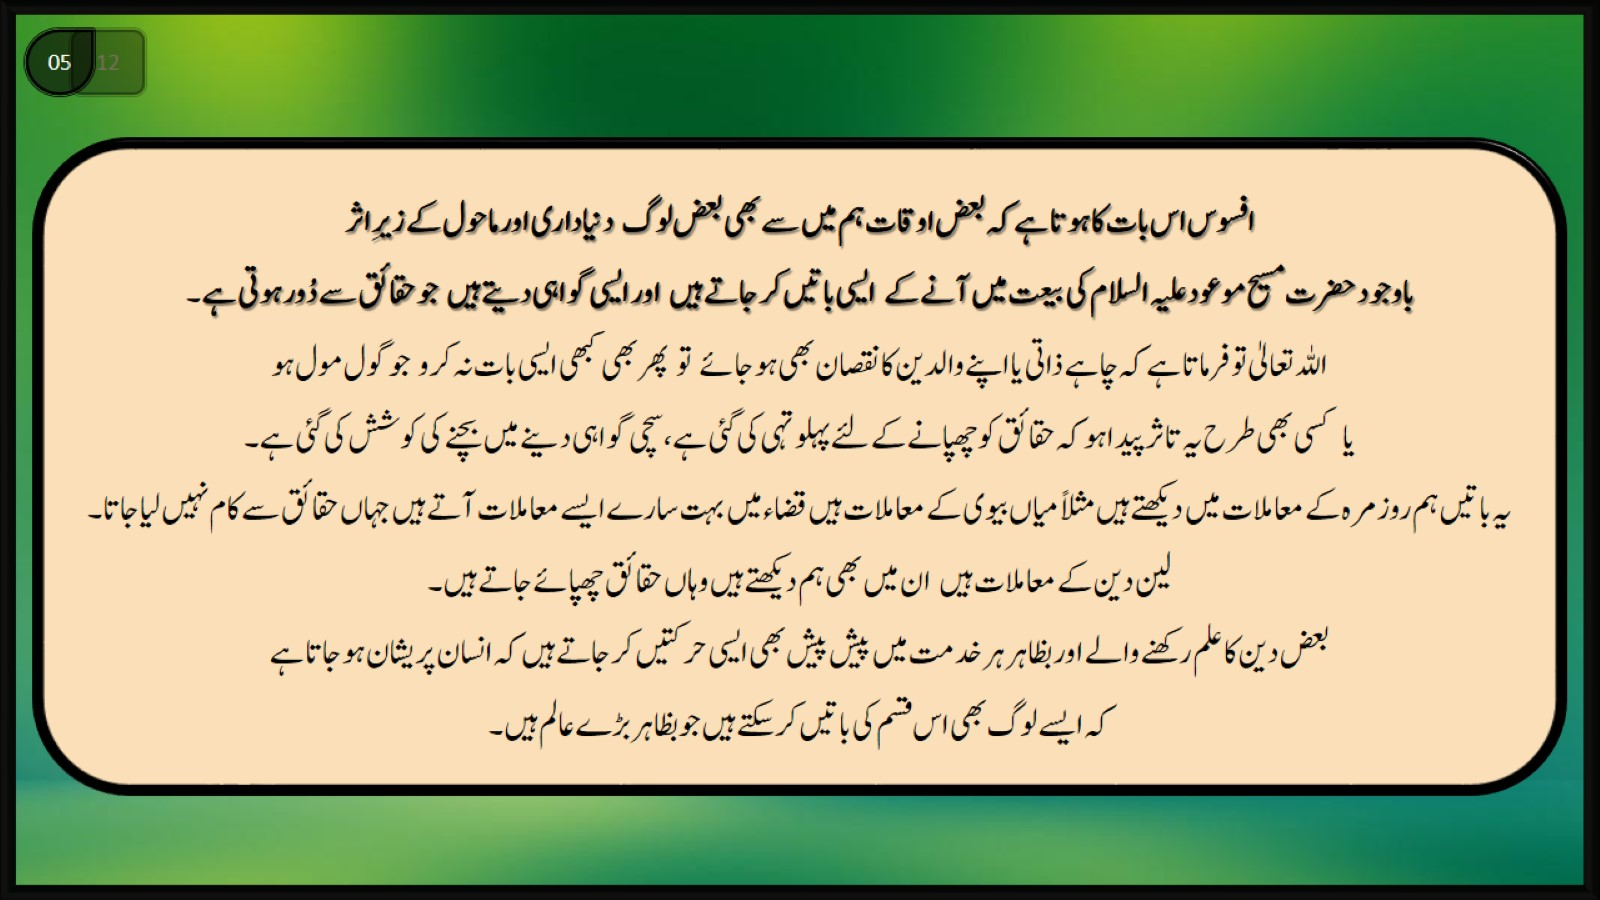 05
12
افسوس اس بات کا ہوتا ہے کہ بعض اوقات ہم میں سے بھی بعض لوگ دنیاداری اور ماحول کے زیرِ اثر
باوجود حضرت مسیح موعود علیہ السلام کی بیعت میں آنے کے ایسی باتیں کر جاتے ہیں اور ایسی گواہی دیتے ہیں جو حقائق سے دُور ہوتی ہے۔
اللہ تعالیٰ تو فرماتا ہے کہ چاہے ذاتی یا اپنے والدین کا نقصان بھی ہو جائے تو پھر بھی کبھی ایسی بات نہ کرو جو گول مول ہو
یا کسی بھی طرح یہ تاثر پیدا ہو کہ حقائق کو چھپانے کے لئے پہلو تہی کی گئی ہے، سچی گواہی دینے میں بچنے کی کوشش کی گئی ہے۔
یہ باتیں ہم روز مرہ کے معاملات میں دیکھتے ہیں مثلاً میاں بیوی کے معاملات ہیں قضاء میں بہت سارے ایسے معاملات آتے ہیں جہاں حقائق سے کام نہیں لیا جاتا۔
لین دین کے معاملات ہیں ان میں بھی ہم دیکھتے ہیں وہاں حقائق چھپائے جاتے ہیں۔
بعض دین کا علم رکھنے والے اور بظاہر ہر خدمت میں پیش پیش بھی ایسی حرکتیں کر جاتے ہیں کہ انسان پریشان ہو جاتا ہے
کہ ایسے لوگ بھی اس قسم کی باتیں کر سکتے ہیں جو بظاہر بڑے عالم ہیں۔